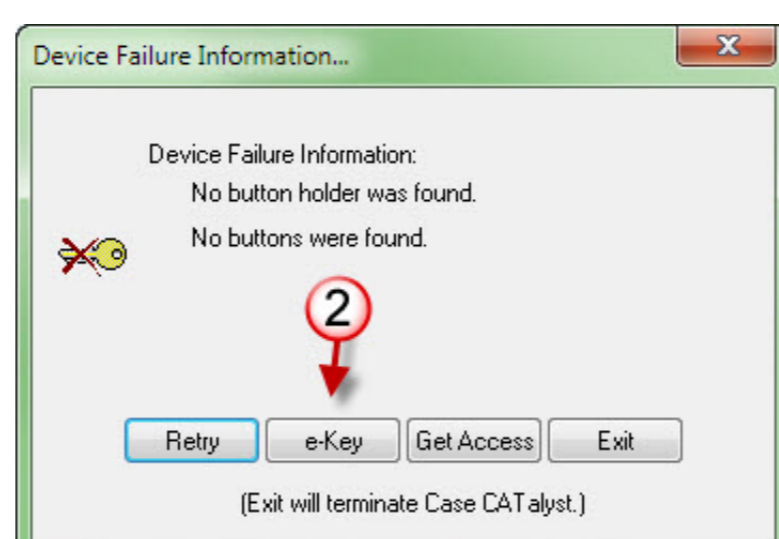 Device Failure Information...
Device Failure Information:
No button holder was found.
No buttons were found.
2
Retry e-Key Get Access Exit
(Exit will terminate Case CATalyst.)